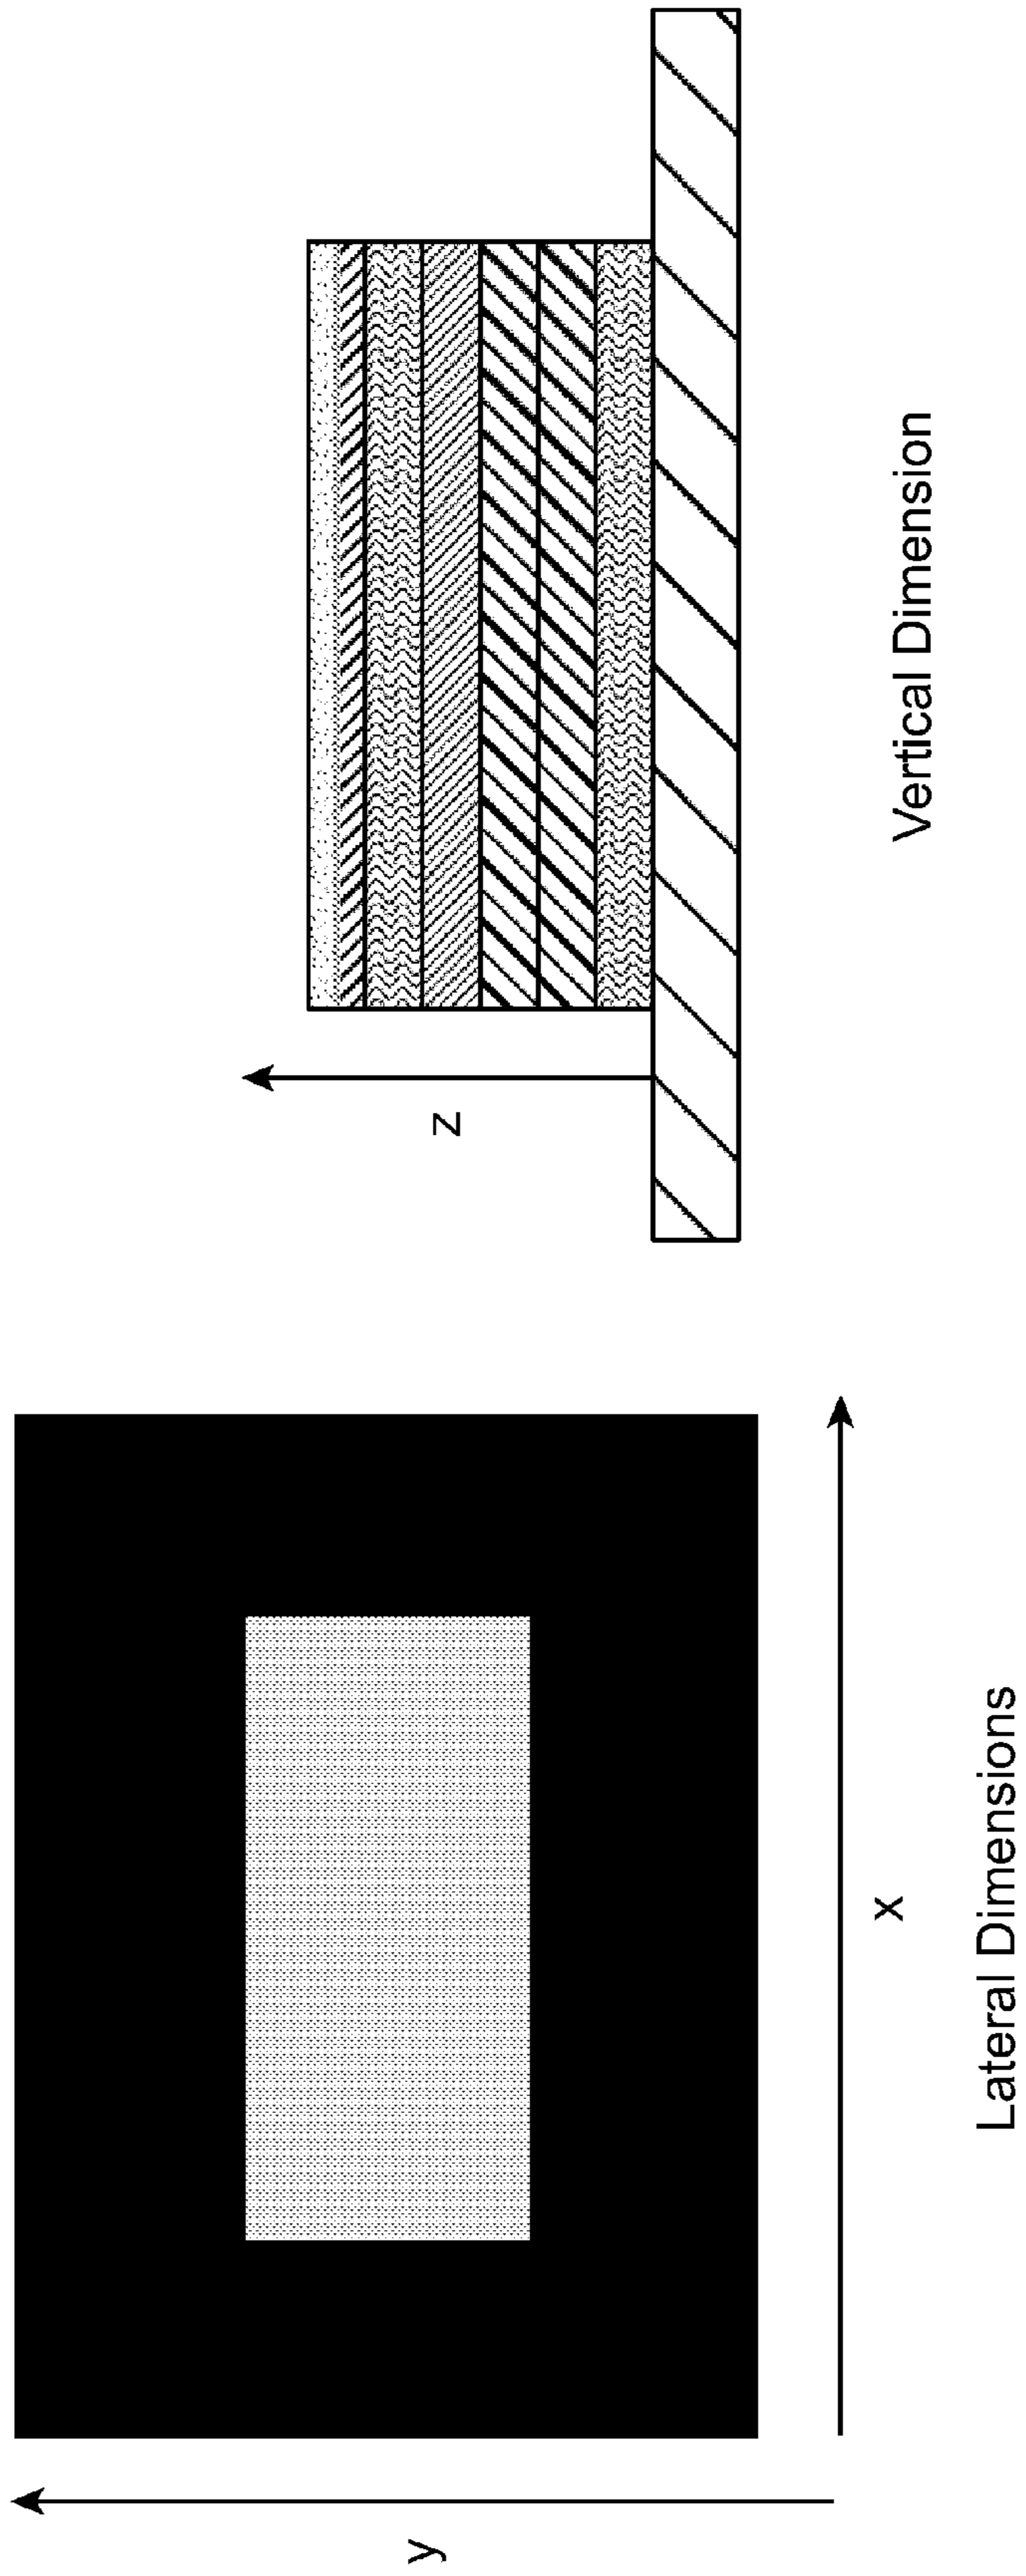 y
x
Lateral Dimensions
z
Vertical Dimension